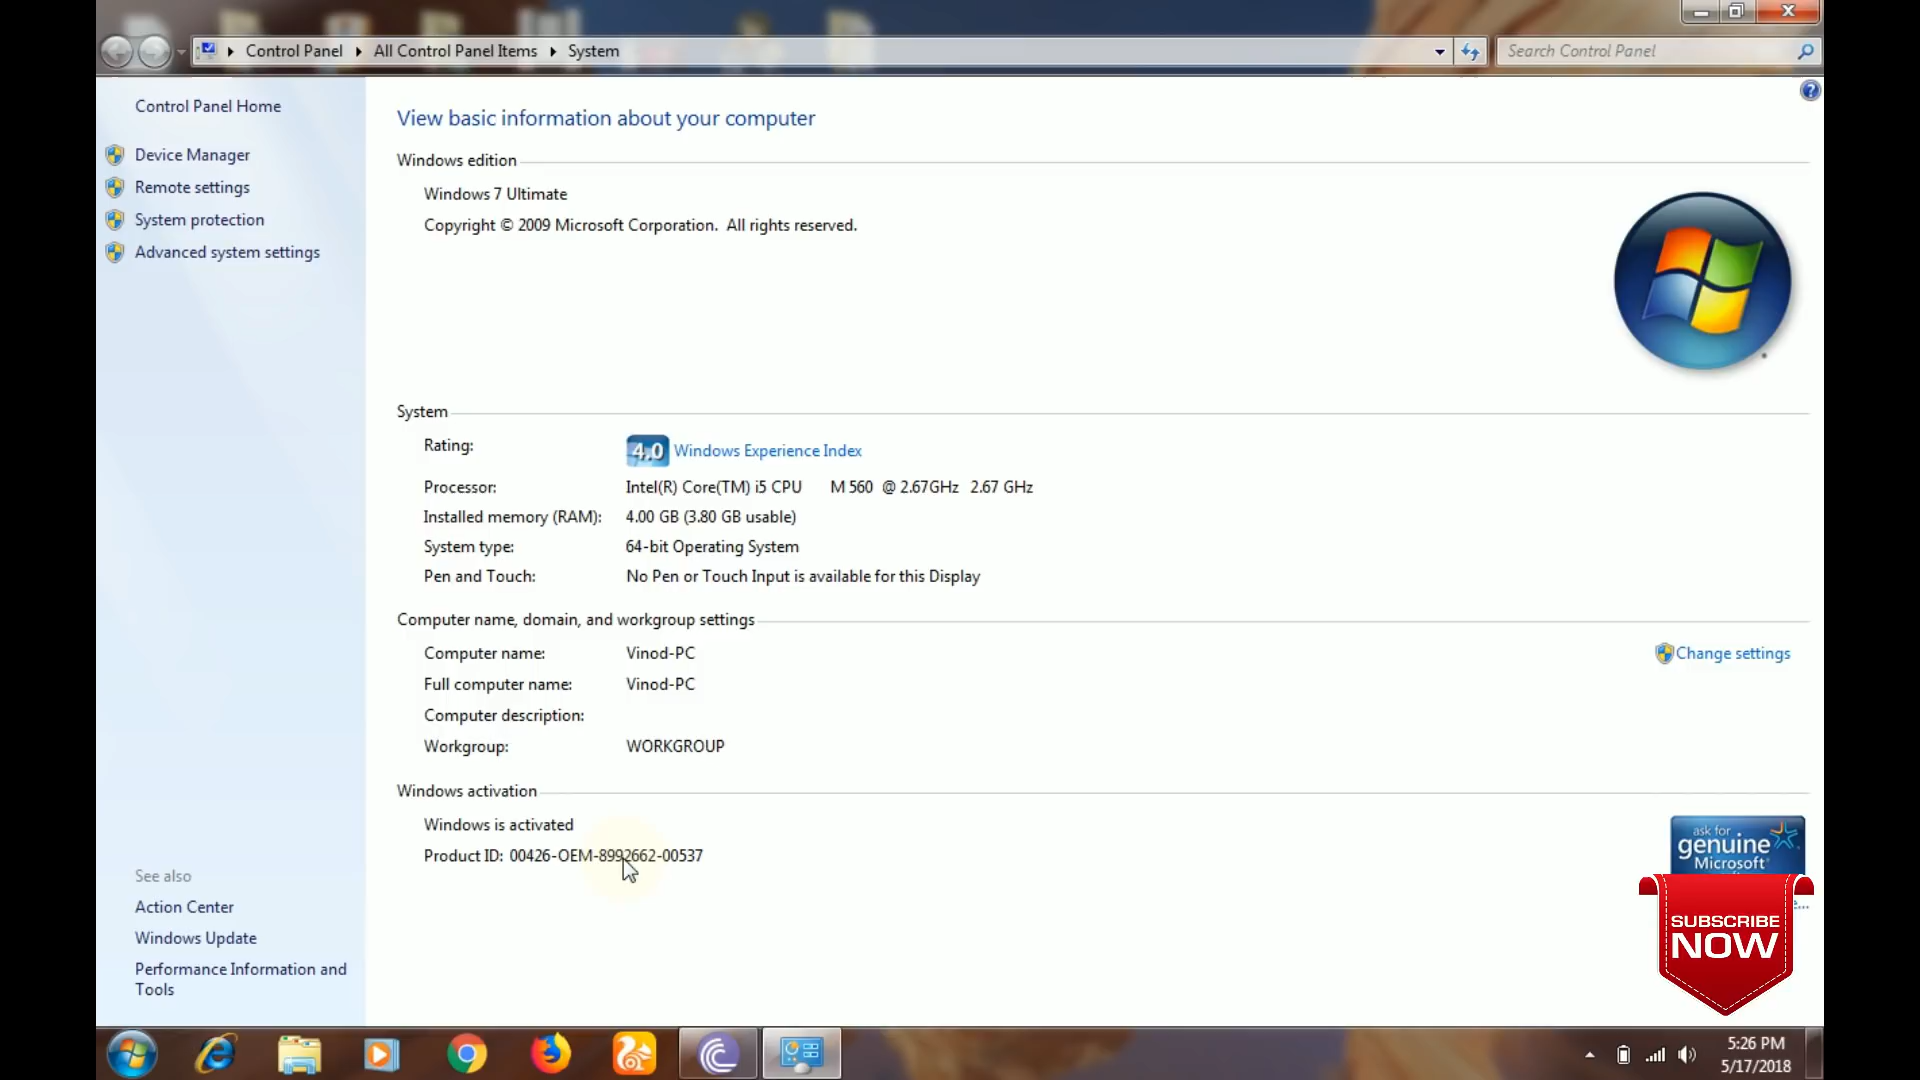 Control Panel All Control Panel Items System
Search Control Panel
Control Panel Home
Device Manager
Remote settings
System protection
Advanced system settings
View basic information about your computer
Windows edition
Windows 7 Ultimate
Copyright © 2009 Microsoft Corporation. All rights reserved.
System
Rating: 4.0 Windows Experience Index
Processor: Intel(R) Core(TM) i5 CPU M 560 @ 2.67GHz 2.67 GHz
Installed memory (RAM): 4.00 GB (3.80 GB usable)
System type: 64-bit Operating System
Pen and Touch: No Pen or Touch Input is available for this Display
Computer name, domain, and workgroup settings
Computer name: Vinod-PC
Change settings
Full computer name: Vinod-PC
Computer description:
Workgroup: WORKGROUP
Windows activation
Windows is activated
Product ID: 00426-OEM-8992662-00537
ask for
genuine
Microsoft
SUBSCRIBE
NOW
See also
Action Center
Windows Update
Performance Information and
Tools
5:26 PM
5/17/2018